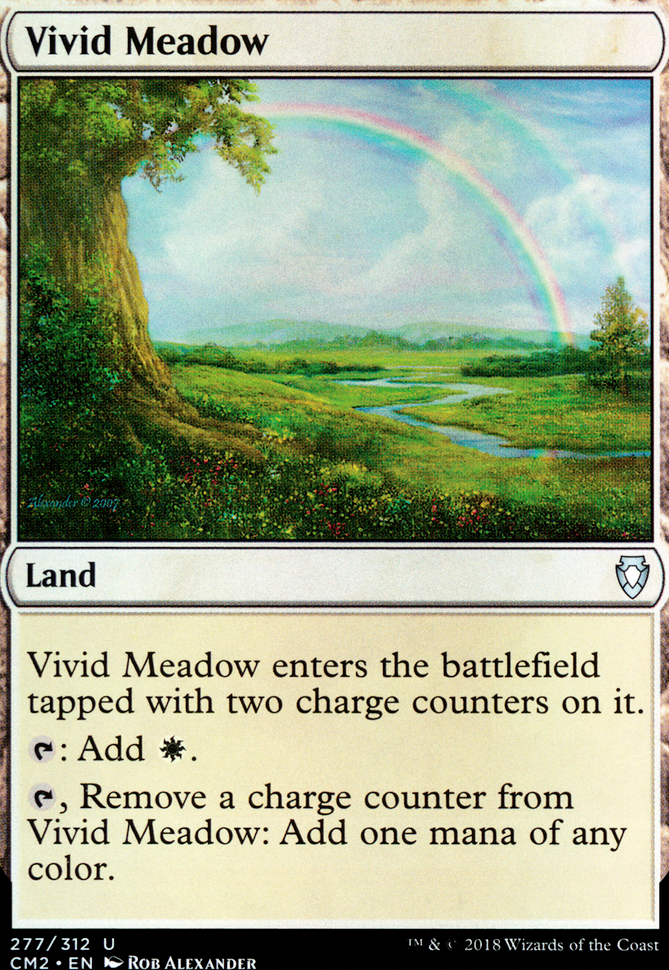 Vivid Meadow
Alexander © 2007
Land
Vivid Meadow enters the battlefield
tapped with two charge counters on it.
: Add .
, Remove a charge counter from
Vivid Meadow: Add one mana of any
color.
277/312 U
™ & © 2018 Wizards of the Coast
CM2 • EN Rob Alexander